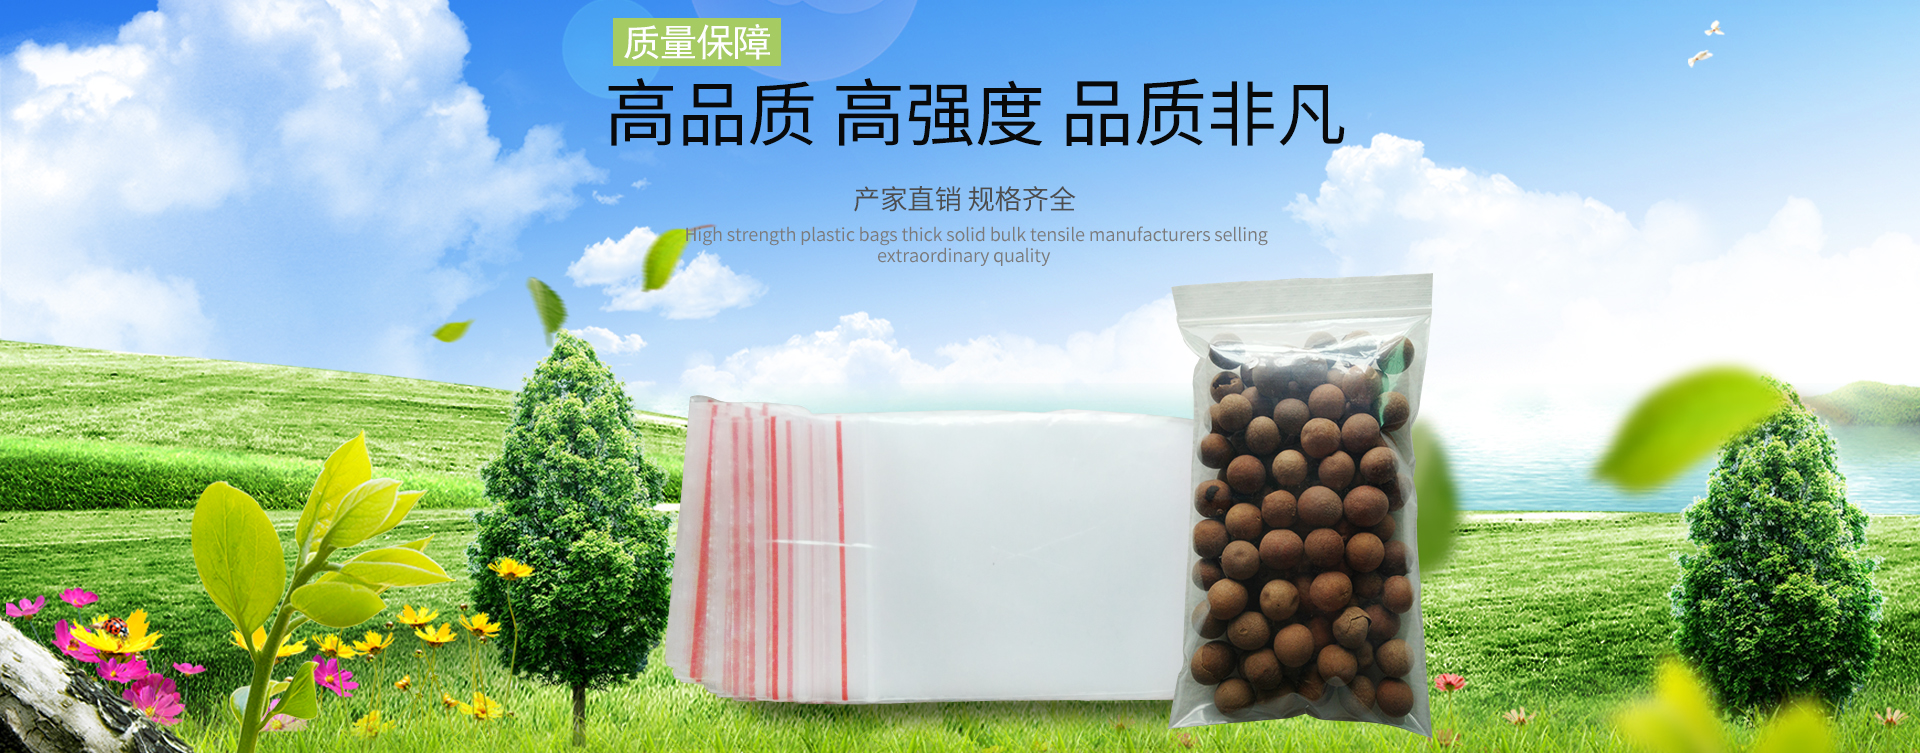 质量保障
高品质 高强度 品质非凡
产家直销 规格齐全
High strength plastic bags thick solid bulk tensile manufacturers selling
extraordinary quality